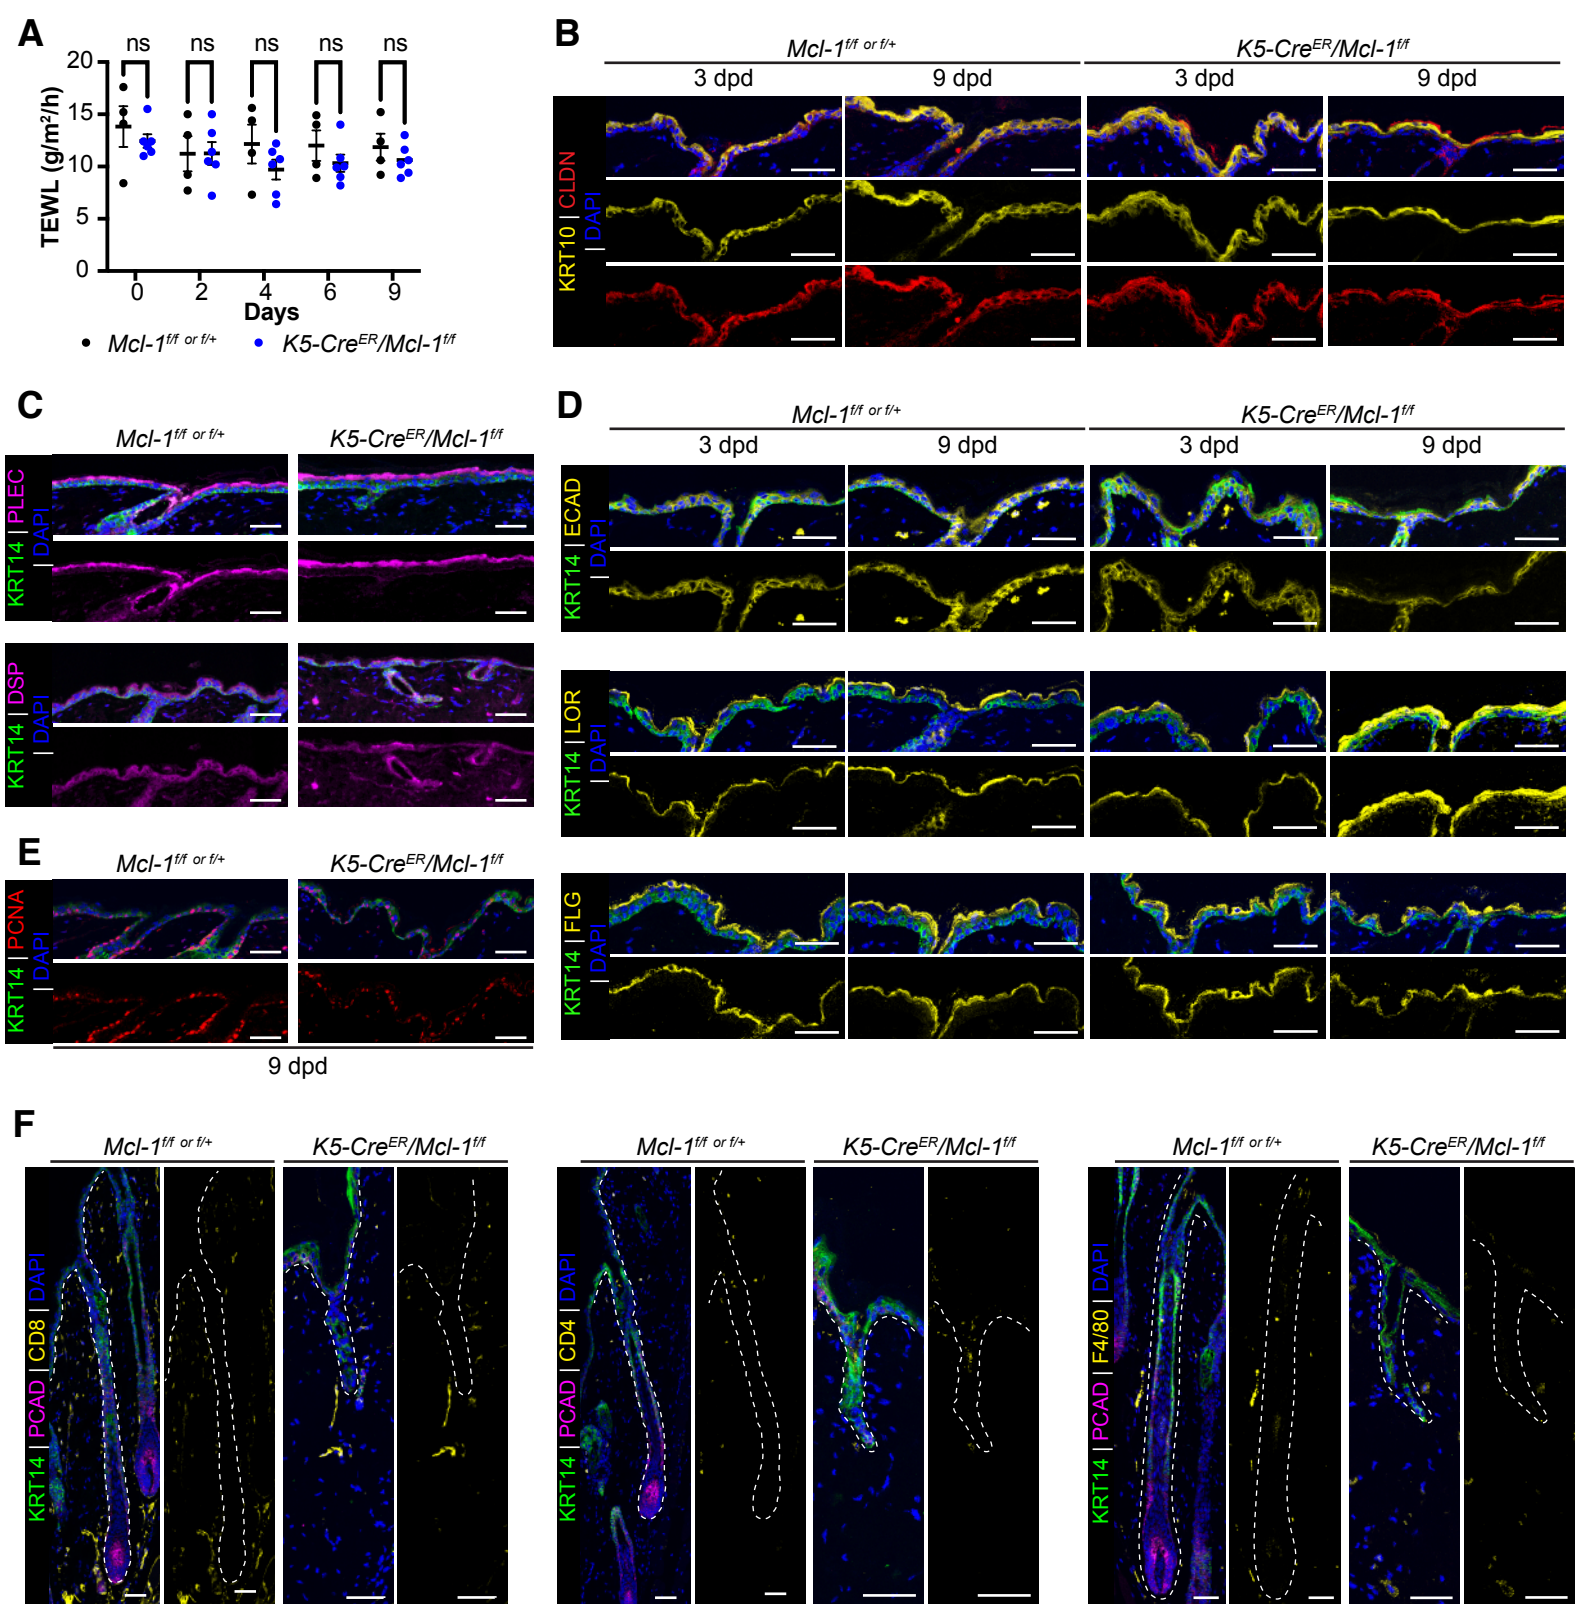 A
ns ns ns ns ns
20
15
10
5
0
TEWL (g/m²/h)
0 2 4 6 9
Days
Mcl-1f/f or f/+ K5-CreER/Mcl-1f/f
B
Mcl-1f/f or f/+ K5-CreER/Mcl-1f/f
3 dpd 9 dpd 3 dpd 9 dpd
KRT10 | CLDN
| DAPI
C
Mcl-1f/f or f/+ K5-CreER/Mcl-1f/f
KRT14 | PLEC
| DAPI
KRT14 | DSP
| DAPI
D
Mcl-1f/f or f/+ K5-CreER/Mcl-1f/f
3 dpd 9 dpd 3 dpd 9 dpd
KRT14 | ECAD
| DAPI
KRT14 | LOR
| DAPI
KRT14 | FLG
| DAPI
E
Mcl-1f/f or f/+ K5-CreER/Mcl-1f/f
KRT14 | PCNA
| DAPI
9 dpd
F
Mcl-1f/f or f/+ K5-CreER/Mcl-1f/f Mcl-1f/f or f/+ K5-CreER/Mcl-1f/f Mcl-1f/f or f/+ K5-CreER/Mcl-1f/f
KRT14 | PCAD | CD8 | DAPI
KRT14 | PCAD | CD4 | DAPI
KRT14 | PCAD | F4/80 | DAPI